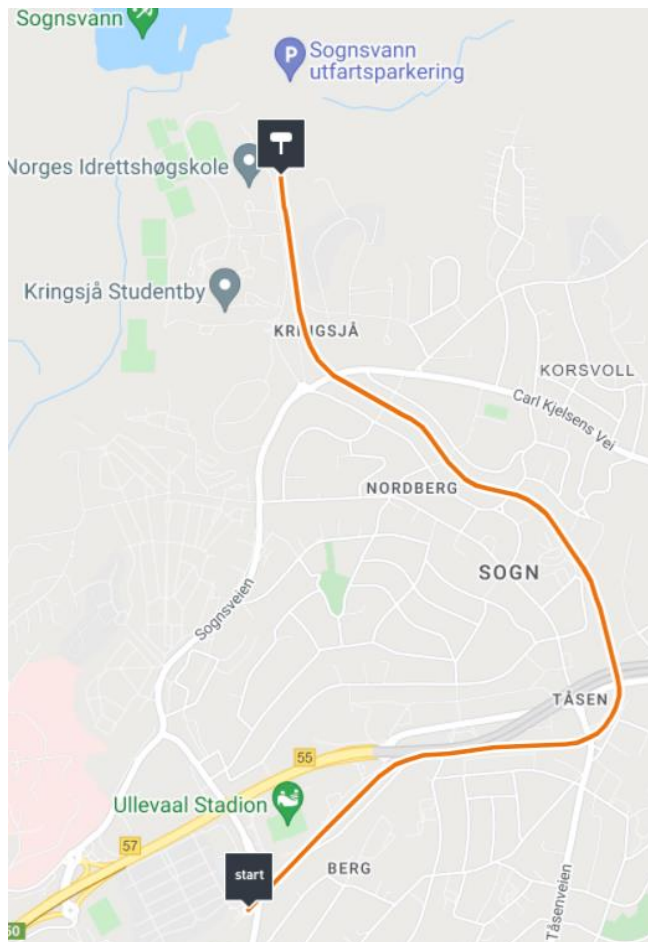 Sognsvann
P
Sognsvann
utfartsparkering
T
Norges Idrettshøgskole
Kringsjå Studentby
KRINGSJÅ
KORSVOLL
Carl Kjelsens Vei
NORDBERG
SOGN
Sognsveien
TÅSEN
55
Ullevaal Stadion
57
start
BERG
Tåsenveien
50